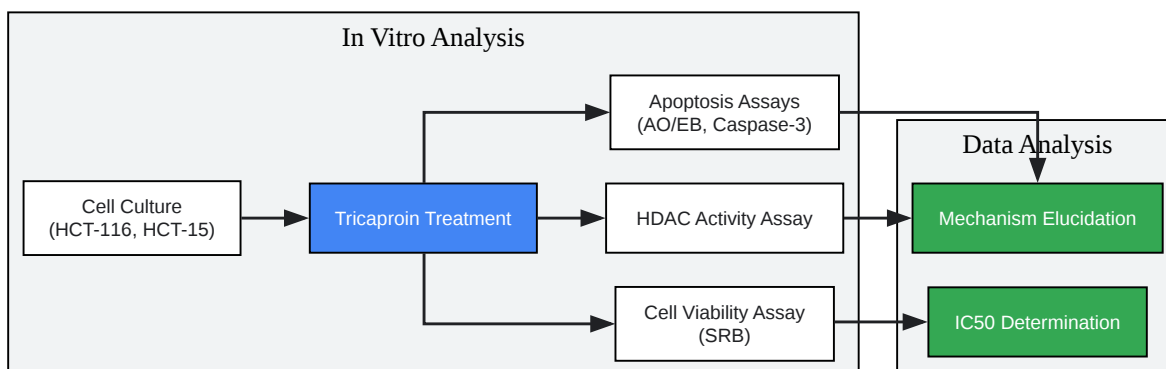 In Vitro Analysis
Apoptosis Assays
(AO/EB, Caspase-3)
Data Analysis
Cell Culture
(HCT-116, HCT-15)
Tricaproin Treatment
HDAC Activity Assay
Mechanism Elucidation
Cell Viability Assay
(SRB)
IC50 Determination